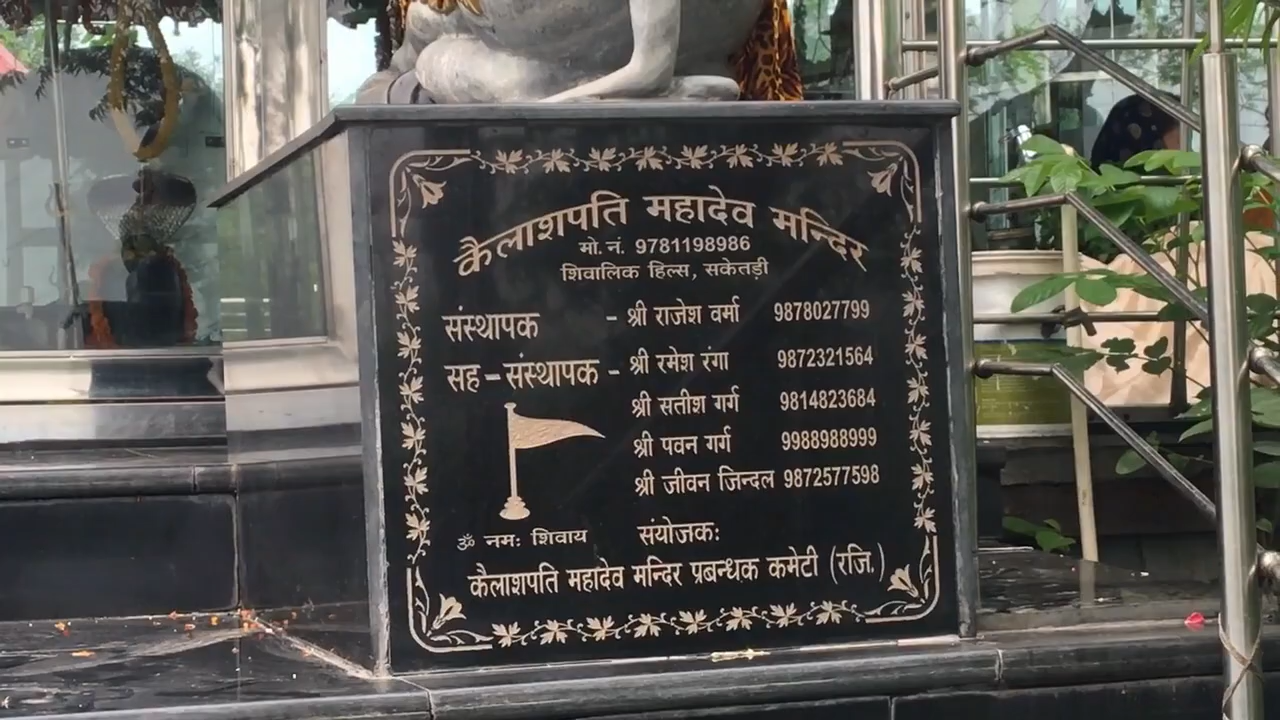 कैलाशपति महादेव मन्दिर
मो. नं. 9781198986
शिवालिक हिल्स, सकेतड़ी
संस्थापक - श्री राजेश वर्मा 9878027799
सह-संस्थापक - श्री रमेश रंगा 9872321564
श्री सतीश गर्ग 9814823684
श्री पवन गर्ग 9988988999
श्री जीवन जिन्दल 9872577598
ॐ नमः शिवाय संयोजकः
कैलाशपति महादेव मन्दिर प्रबन्धक कमेटी (रजि.)